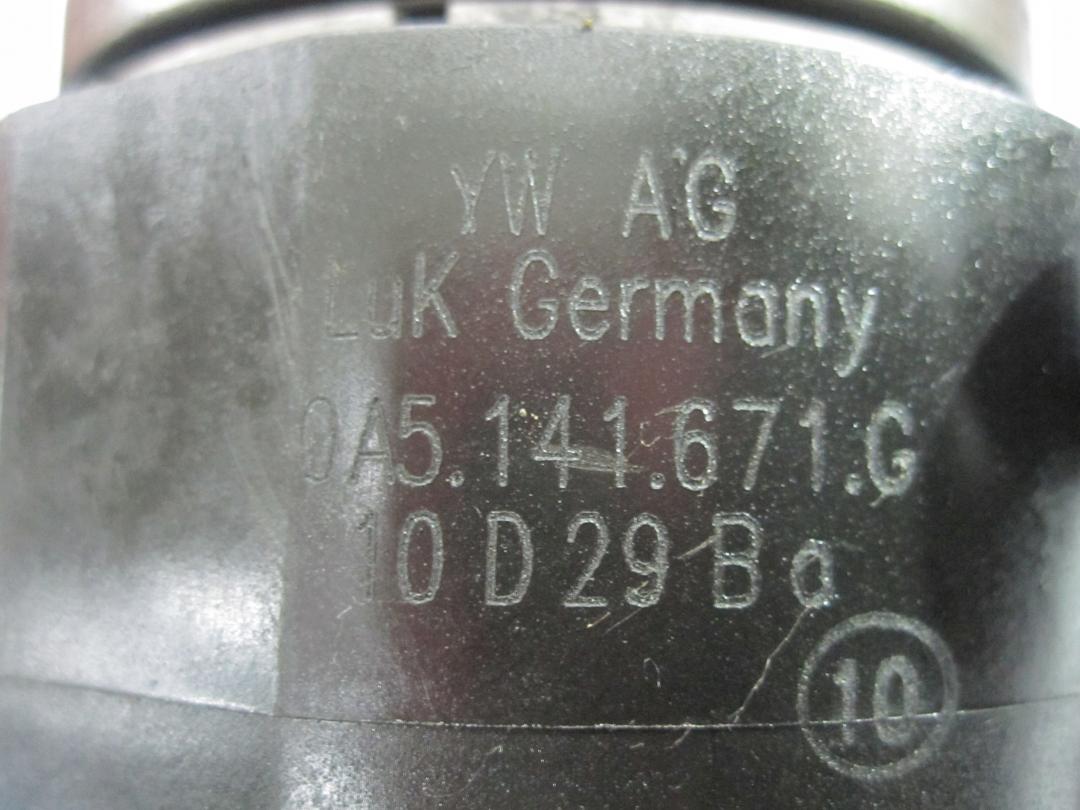 VW AG
LuK Germany
0A5.141.671.G
10 D 29 B a
10